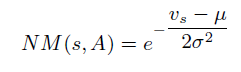 NM(s, A) = e^{-\frac{v_s - \mu}{2\sigma^2}}